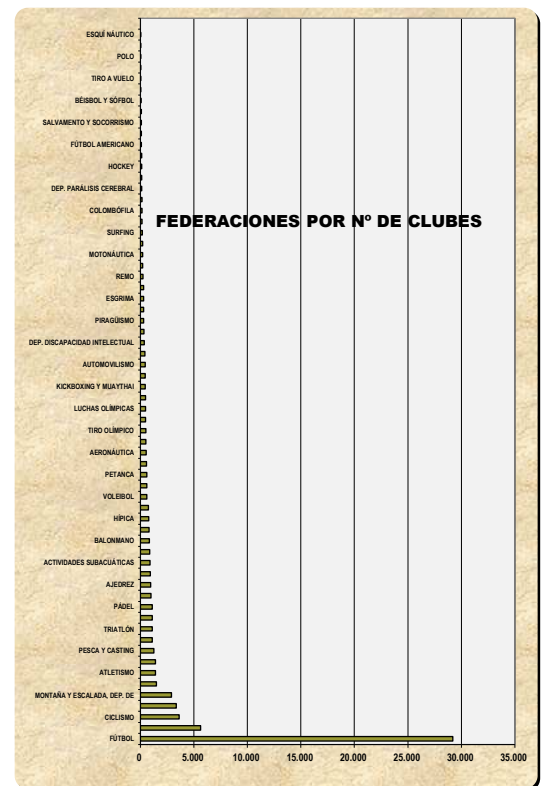 ESQUÍ NÁUTICO
POLO
TIRO A VUELO
BÉISBOL Y SÓFBOL
SALVAMENTO Y SOCORRISMO
FÚTBOL AMERICANO
HOCKEY
DEP. PARÁLISIS CEREBRAL
COLOMBÓFILA
FEDERACIONES POR Nº DE CLUBES
SURFING
MOTONÁUTICA
REMO
ESGRIMA
PIRAGÜISMO
DEP. DISCAPACIDAD INTELECTUAL
AUTOMOVILISMO
KICKBOXING Y MUAYTHAI
LUCHAS OLÍMPICAS
TIRO OLÍMPICO
AERONÁUTICA
PETANCA
VOLEIBOL
HÍPICA
BALONMANO
ACTIVIDADES SUBACUÁTICAS
AJEDREZ
PÁDEL
TRIATLÓN
PESCA Y CASTING
ATLETISMO
MONTAÑA Y ESCALADA, DEP. DE
CICLISMO
FÚTBOL
0 5.000 10.000 15.000 20.000 25.000 30.000 35.000